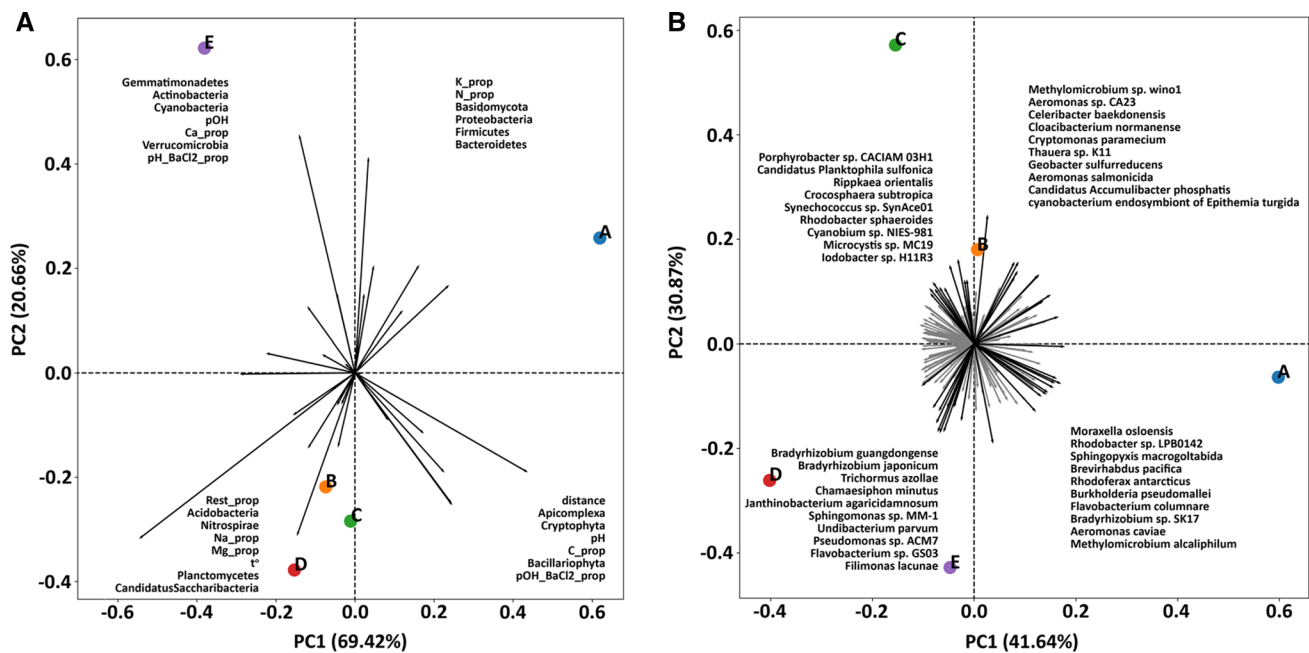 A
E
Gemmatimonadetes
Actinobacteria
Cyanobacteria
pOH
Ca_prop
Verrucomicrobia
pH_BaCl2_prop
K_prop
N_prop
Basidomycota
Proteobacteria
Firmicutes
Bacteroidetes
A
B
C
D
Rest_prop
Acidobacteria
Nitrospirae
Na_prop
Mg_prop
t°
Planctomycetes
CandidatusSaccharibacteria
distance
Apicomplexa
Cryptophyta
pH
C_prop
Bacillariophyta
pOH_BaCl2_prop
0.6
0.4
0.2
0.0
-0.2
-0.4
PC2 (20.66%)
-0.6
-0.4
-0.2
0.0
0.2
0.4
0.6
PC1 (69.42%)
B
C
Methylomicrobium sp. wino1
Aeromonas sp. CA23
Celeribacter baekdonensis
Cloacibacterium normanense
Cryptomonas paramecium
Thauera sp. K11
Geobacter sulfurreducens
Aeromonas salmonicida
Candidatus Accumulibacter phosphatis
cyanobacterium endosymbiont of Epithemia turgida
Porphyrobacter sp. CACIAM 03H1
Candidatus Planktophila sulfonica
Rippkaea orientalis
Crocosphaera subtropica
Synechococcus sp. SynAce01
Rhodobacter sphaeroides
Cyanobium sp. NIES-981
Microcystis sp. MC19
Iodobacter sp. H11R3
B
A
Bradyrhizobium guangdongense
Bradyrhizobium japonicum
Trichormus azollae
Chamaesiphon minutus
Janthinobacterium agaricidamnosum
Sphingomonas sp. MM-1
Undibacterium parvum
Pseudomonas sp. ACM7
Flavobacterium sp. GS03
Filimonas lacunae
D
E
Moraxella osloensis
Rhodobacter sp. LPB0142
Sphingopyxis macrogoltabida
Brevirhabdus pacifica
Rhodoferax antarcticus
Burkholderia pseudomallei
Flavobacterium columnare
Bradyrhizobium sp. SK17
Aeromonas caviae
Methylomicrobium alcaliphilum
0.6
0.4
0.2
0.0
-0.2
-0.4
PC2 (30.87%)
-0.4
-0.2
0.0
0.2
0.4
0.6
PC1 (41.64%)